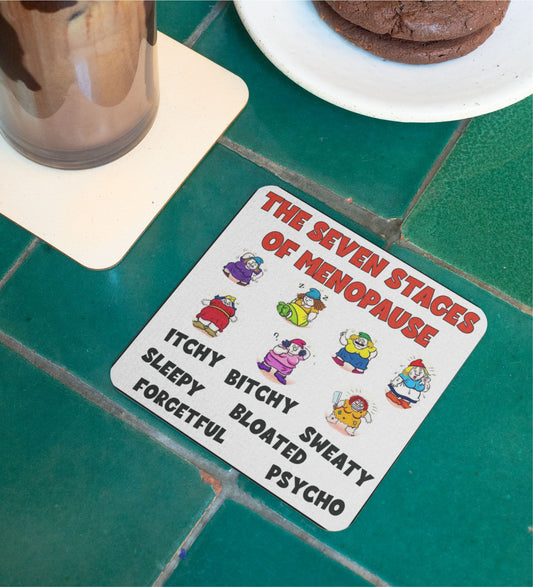 THE SEVEN STAGES
OF MENOPAUSE
z z
?
ITCHY BITCHY SWEATY
SLEEPY BLOATED
FORGETFUL PSYCHO